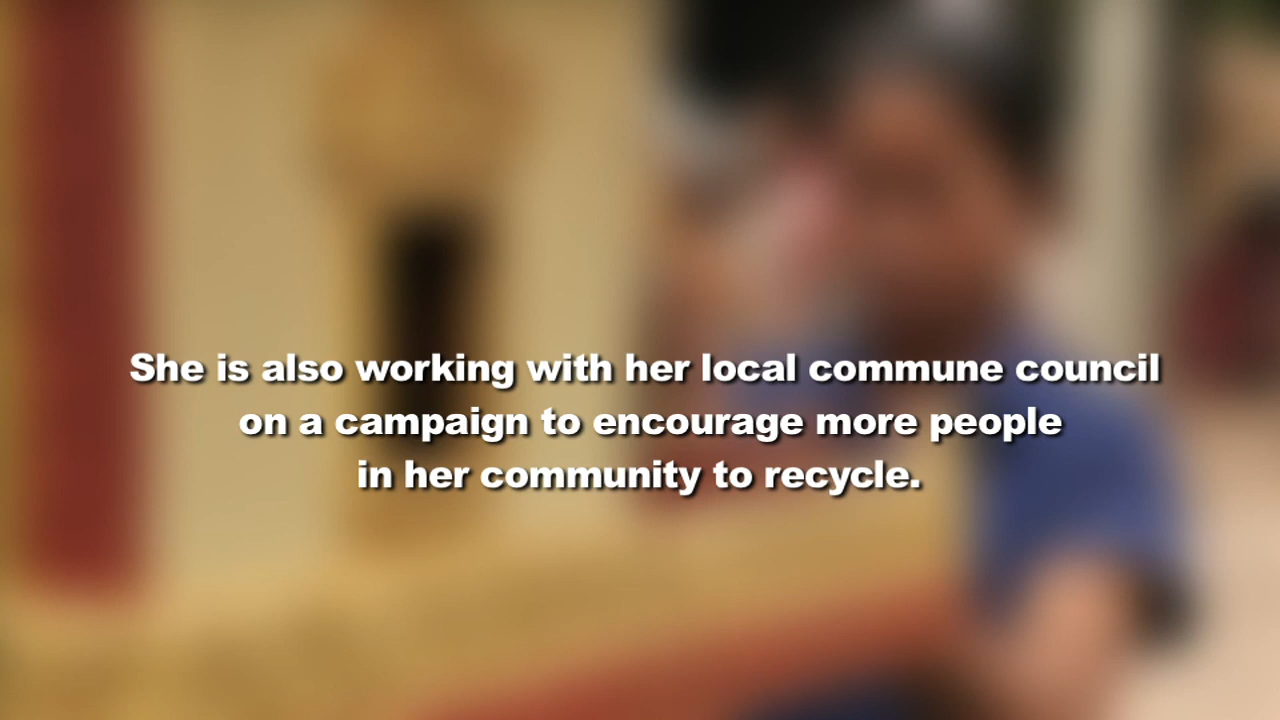 She is also working with her local commune council
on a campaign to encourage more people
in her community to recycle.